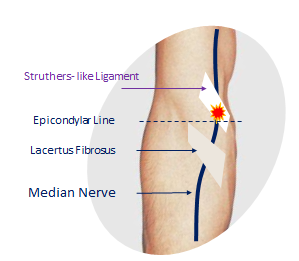 Struthers- like Ligament
Epicondylar Line
Lacertus Fibrosus
Median Nerve